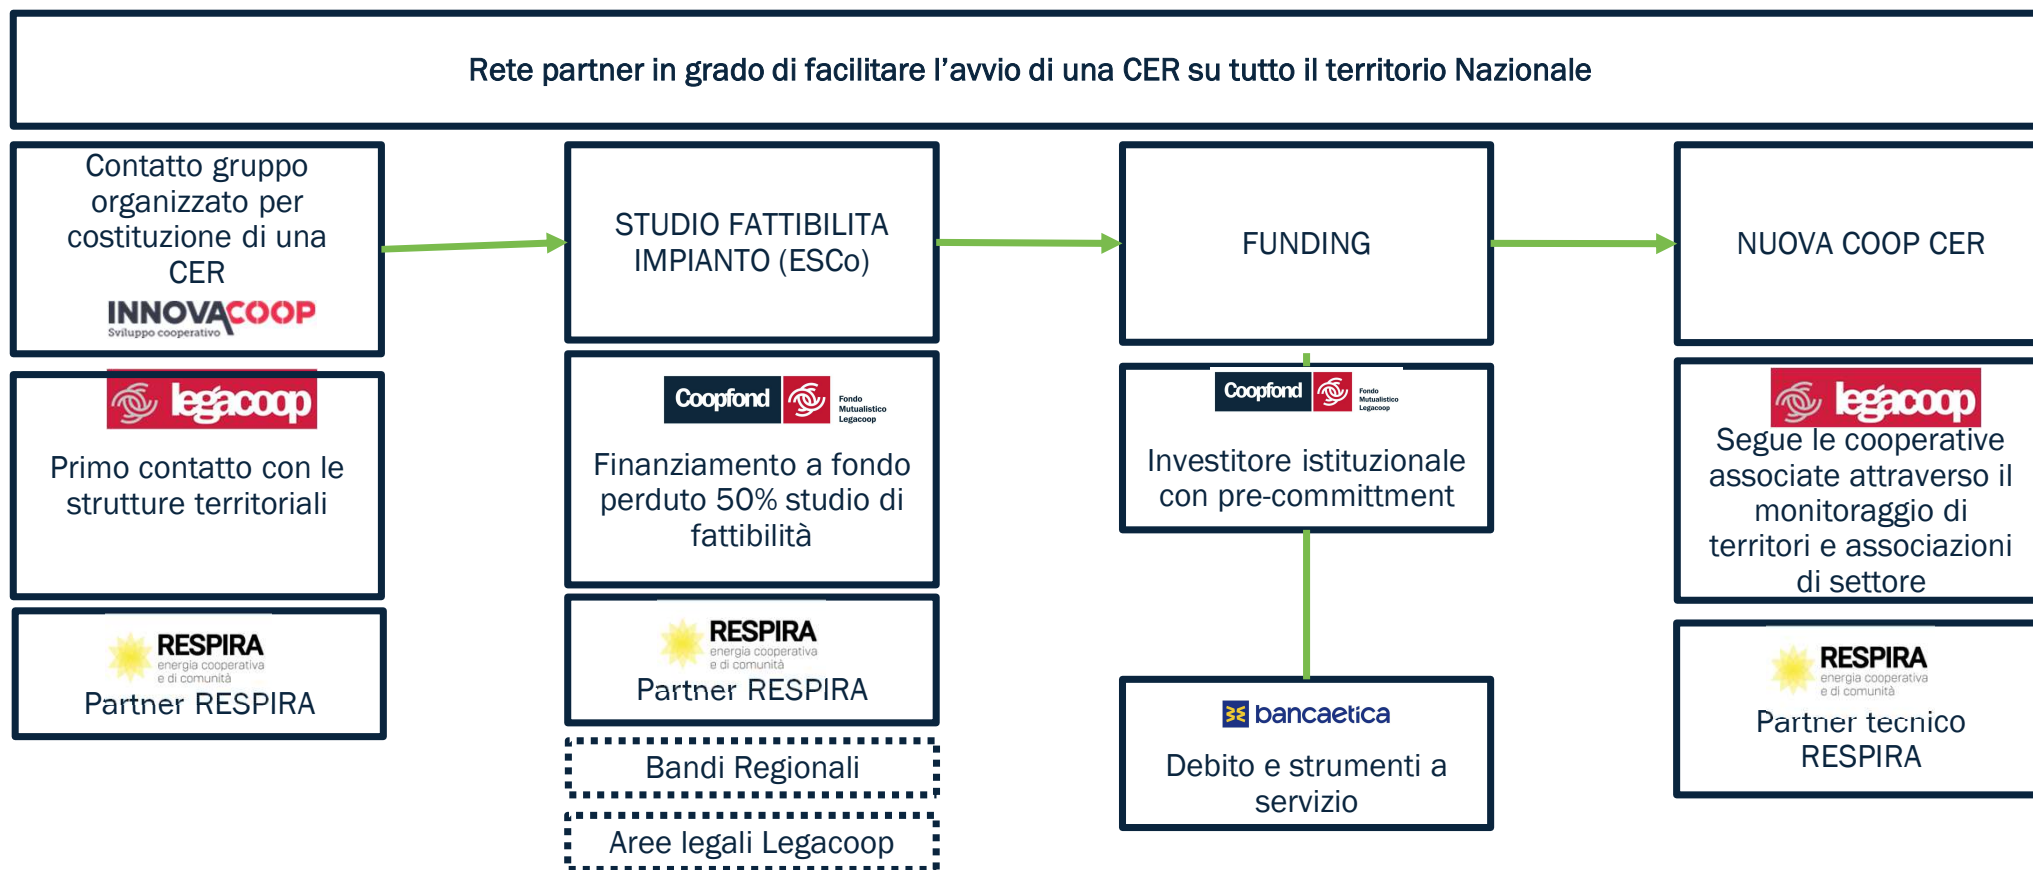 Rete partner in grado di facilitare l'avvio di una CER su tutto il territorio Nazionale
Contatto gruppo
organizzato per
costituzione di una
CER
INNOVACOOP
Sviluppo cooperativo
legacoop
Primo contatto con le
strutture territoriali
RESPIRA
energia cooperativa
e di comunità
Partner RESPIRA
STUDIO FATTIBILITA
IMPIANTO (ESCo)
Coopfond
Fondo
Mutualistico
Legacoop
Finanziamento a fondo
perduto 50% studio di
fattibilità
RESPIRA
energia cooperativa
e di comunità
Partner RESPIRA
Bandi Regionali
Aree legali Legacoop
FUNDING
Coopfond
Fondo
Mutualistico
Legacoop
Investitore istituzionale
con pre-committment
bancaetica
Debito e strumenti a
servizio
NUOVA COOP CER
legacoop
Segue le cooperative
associate attraverso il
monitoraggio di
territori e associazioni
di settore
RESPIRA
energia cooperativa
e di comunità
Partner tecnico
RESPIRA